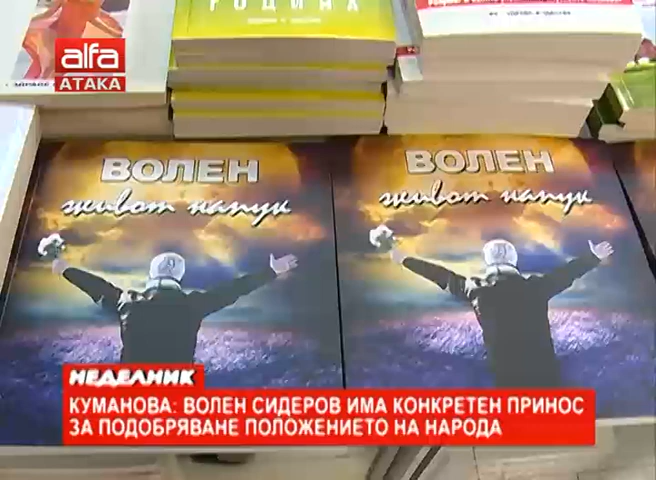 РОДИНА
alfa
АТАКА
ВОЛЕН
живот напук
ВОЛЕН
живот напук
НЕДЕЛНИК
КУМАНОВА: ВОЛЕН СИДЕРОВ ИМА КОНКРЕТЕН ПРИНОС
ЗА ПОДОБРЯВАНЕ ПОЛОЖЕНИЕТО НА НАРОДА